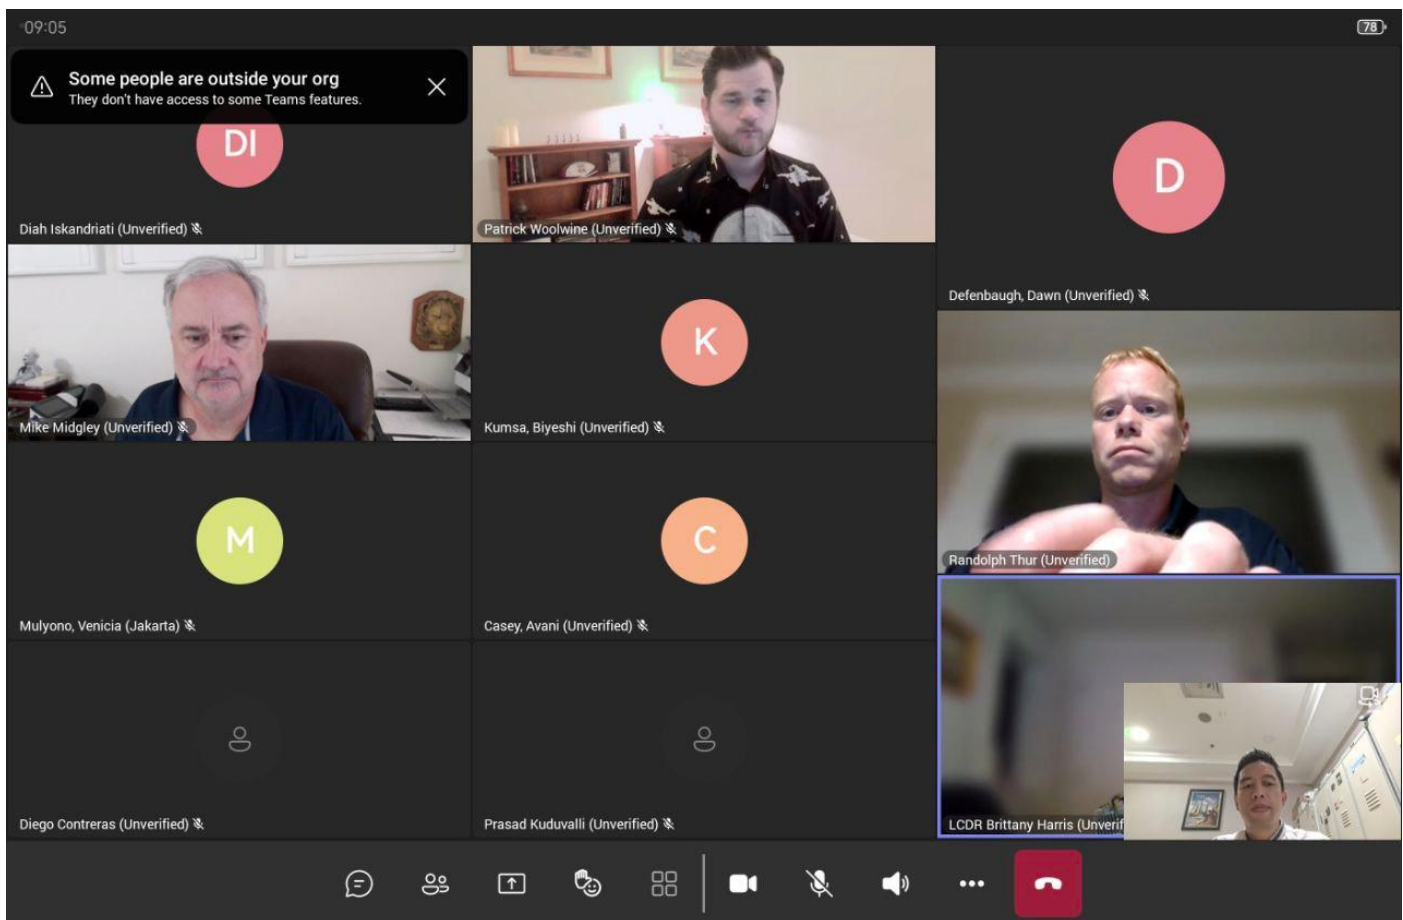 09:05
78
Some people are outside your org
They don't have access to some Teams features.
DI
Diah Iskandriati (Unverified)
Patrick Woolwine (Unverified)
D
Defenbaugh, Dawn (Unverified)
Mike Midgley (Unverified)
K
Kumsa, Biyeshi (Unverified)
Randolph Thur (Unverified)
M
Mulyono, Venicia (Jakarta)
C
Casey, Avani (Unverified)
Diego Contreras (Unverified)
Prasad Kuduvalli (Unverified)
LCDR Brittany Harris (Unverif